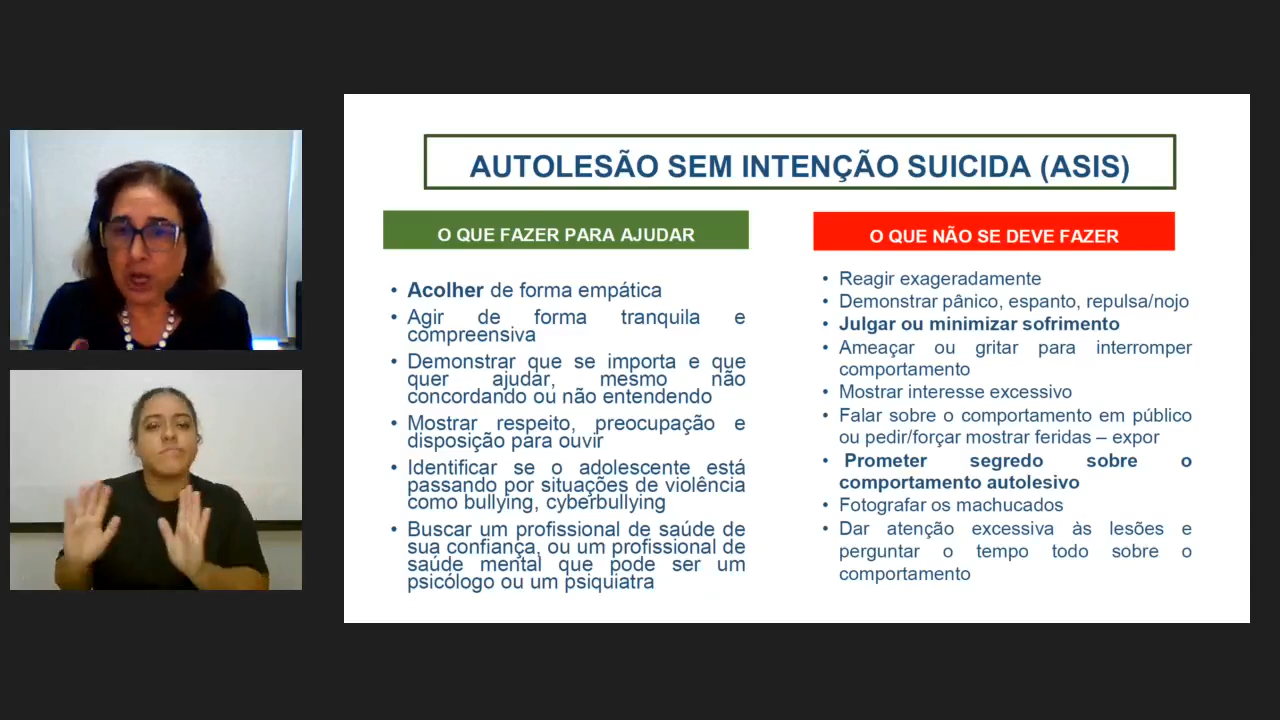 AUTOLESÃO SEM INTENÇÃO SUICIDA (ASIS)
O QUE FAZER PARA AJUDAR
• Acolher de forma empática
• Agir de forma tranquila e
compreensiva
• Demonstrar que se importa e que
quer ajudar, mesmo não
concordando ou não entendendo
• Mostrar respeito, preocupação e
disposição para ouvir
• Identificar se o adolescente está
passando por situações de violência
como bullying, cyberbullying
• Buscar um profissional de saúde de
sua confiança, ou um profissional de
saúde mental que pode ser um
psicólogo ou um psiquiatra
O QUE NÃO SE DEVE FAZER
• Reagir exageradamente
• Demonstrar pânico, espanto, repulsa/nojo
• Julgar ou minimizar sofrimento
• Ameaçar ou gritar para interromper
comportamento
• Mostrar interesse excessivo
• Falar sobre o comportamento em público
ou pedir/forçar mostrar feridas – expor
• Prometer segredo sobre o
comportamento autolesivo
• Fotografar os machucados
• Dar atenção excessiva às lesões e
perguntar o tempo todo sobre o
comportamento